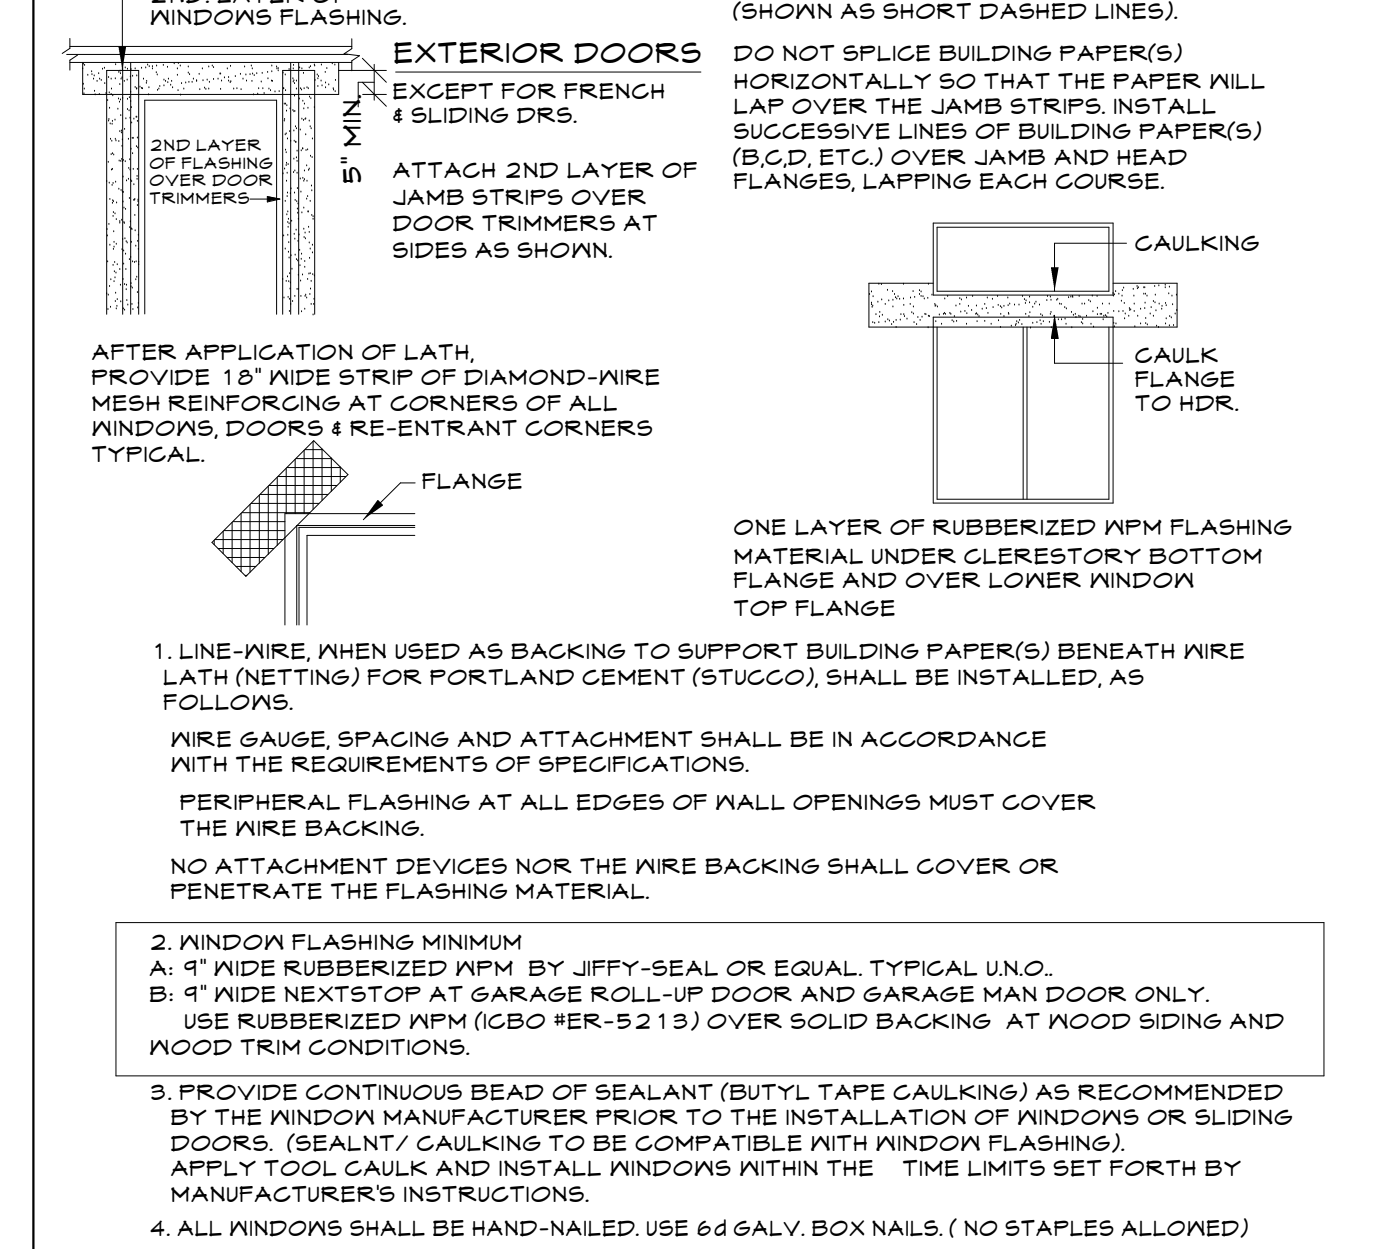 WINDOWS FLASHING.
EXTERIOR DOORS
EXCEPT FOR FRENCH
& SLIDING DRS.
5" MIN.
2ND LAYER
OF FLASHING
OVER DOOR
TRIMMERS
ATTACH 2ND LAYER OF
JAMB STRIPS OVER
DOOR TRIMMERS AT
SIDES AS SHOWN.
AFTER APPLICATION OF LATH,
PROVIDE 18" WIDE STRIP OF DIAMOND-WIRE
MESH REINFORCING AT CORNERS OF ALL
WINDOWS, DOORS & RE-ENTRANT CORNERS
TYPICAL.
FLANGE
(SHOWN AS SHORT DASHED LINES).
DO NOT SPLICE BUILDING PAPER(S)
HORIZONTALLY SO THAT THE PAPER WILL
LAP OVER THE JAMB STRIPS. INSTALL
SUCCESSIVE LINES OF BUILDING PAPER(S)
(B,C,D, ETC.) OVER JAMB AND HEAD
FLANGES, LAPPING EACH COURSE.
CAULKING
CAULK
FLANGE
TO HDR.
ONE LAYER OF RUBBERIZED WPM FLASHING
MATERIAL UNDER CLERESTORY BOTTOM
FLANGE AND OVER LOWER WINDOW
TOP FLANGE
1. LINE-WIRE, WHEN USED AS BACKING TO SUPPORT BUILDING PAPER(S) BENEATH WIRE
LATH (NETTING) FOR PORTLAND CEMENT (STUCCO), SHALL BE INSTALLED, AS
FOLLOWS.
WIRE GAUGE, SPACING AND ATTACHMENT SHALL BE IN ACCORDANCE
WITH THE REQUIREMENTS OF SPECIFICATIONS.
PERIPHERAL FLASHING AT ALL EDGES OF WALL OPENINGS MUST COVER
THE WIRE BACKING.
NO ATTACHMENT DEVICES NOR THE WIRE BACKING SHALL COVER OR
PENETRATE THE FLASHING MATERIAL.
2. WINDOW FLASHING MINIMUM
A: 9" WIDE RUBBERIZED WPM BY JIFFY-SEAL OR EQUAL. TYPICAL U.N.O..
B: 9" WIDE NEXTSTOP AT GARAGE ROLL-UP DOOR AND GARAGE MAN DOOR ONLY.
USE RUBBERIZED WPM (ICBO #ER-5213) OVER SOLID BACKING AT WOOD SIDING AND
WOOD TRIM CONDITIONS.
3. PROVIDE CONTINUOUS BEAD OF SEALANT (BUTYL TAPE CAULKING) AS RECOMMENDED
BY THE WINDOW MANUFACTURER PRIOR TO THE INSTALLATION OF WINDOWS OR SLIDING
DOORS. (SEALNT/ CAULKING TO BE COMPATIBLE WITH WINDOW FLASHING).
APPLY TOOL CAULK AND INSTALL WINDOWS WITHIN THE TIME LIMITS SET FORTH BY
MANUFACTURER'S INSTRUCTIONS.
4. ALL WINDOWS SHALL BE HAND-NAILED. USE 6d GALV. BOX NAILS. ( NO STAPLES ALLOWED)